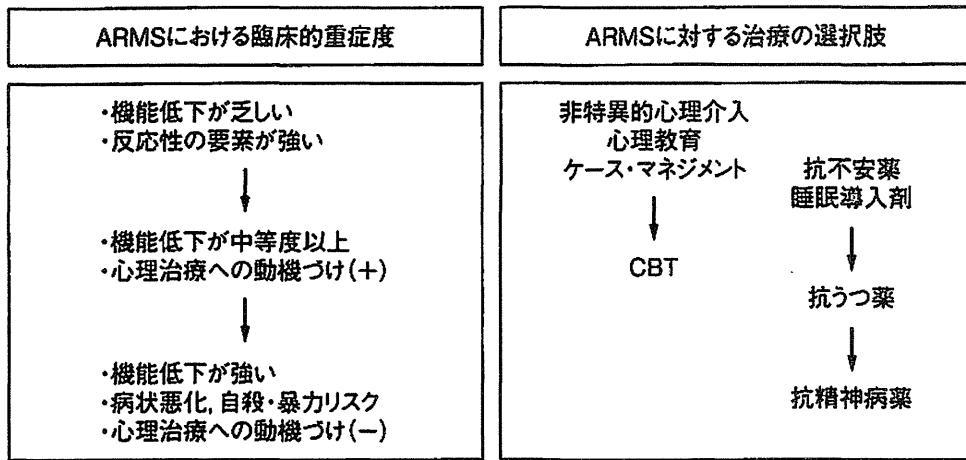 ARMSにおける臨床的重症度
・機能低下が乏しい
・反応性の要素が強い
・機能低下が中等度以上
・心理治療への動機づけ(+)
・機能低下が強い
・病状悪化, 自殺・暴力リスク
・心理治療への動機づけ(−)
ARMSに対する治療の選択肢
非特異的心理介入
心理教育
ケース・マネジメント
CBT
抗不安薬
睡眠導入剤
抗うつ薬
抗精神病薬